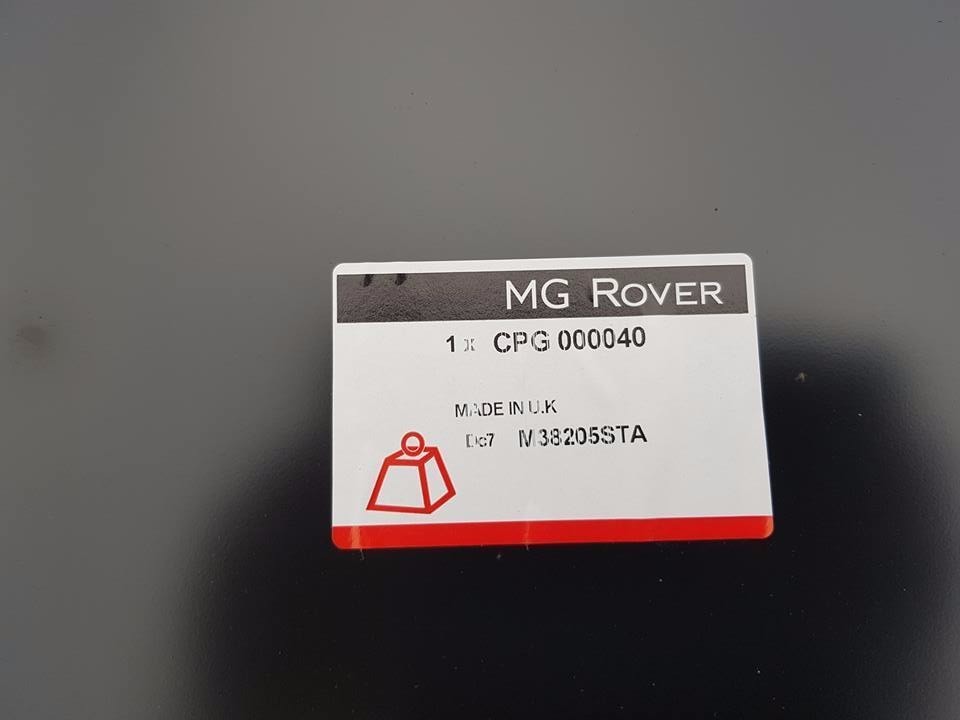 MG ROVER
1 x CPG 000040
MADE IN U.K
Dc7 M38205STA